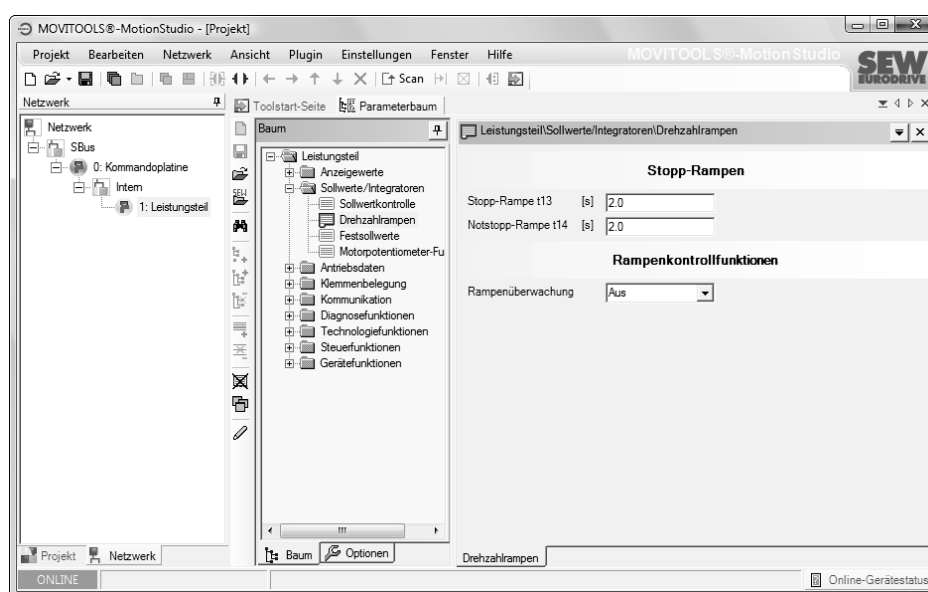 MOVITOOLS®-MotionStudio - [Projekt]
Projekt Bearbeiten Netzwerk Ansicht Plugin Einstellungen Fenster Hilfe
MOVITOOLS®-MotionStudio
SEW
EURODRIVE
Scan
Netzwerk
Toolstart-Seite Parameterbaum
Netzwerk
SBus
0: Kommandoplatine
Intern
1: Leistungsteil
SEW
Baum
Leistungsteil
Anzeigewerte
Sollwerte/Integratoren
Sollwertkontrolle
Drehzahlrampen
Festsollwerte
Motorpotentiometer-Fu
Antriebsdaten
Klemmenbelegung
Kommunikation
Diagnosefunktionen
Technologiefunktionen
Steuerfunktionen
Gerätefunktionen
Leistungsteil\Sollwerte/Integratoren\Drehzahlrampen
Stopp-Rampen
Stopp-Rampe t13 [s] 2.0
Notstopp-Rampe t14 [s] 2.0
Rampenkontrollfunktionen
Rampenüberwachung Aus
Projekt Netzwerk
Baum Optionen
Drehzahlrampen
ONLINE
Online-Gerätestatus